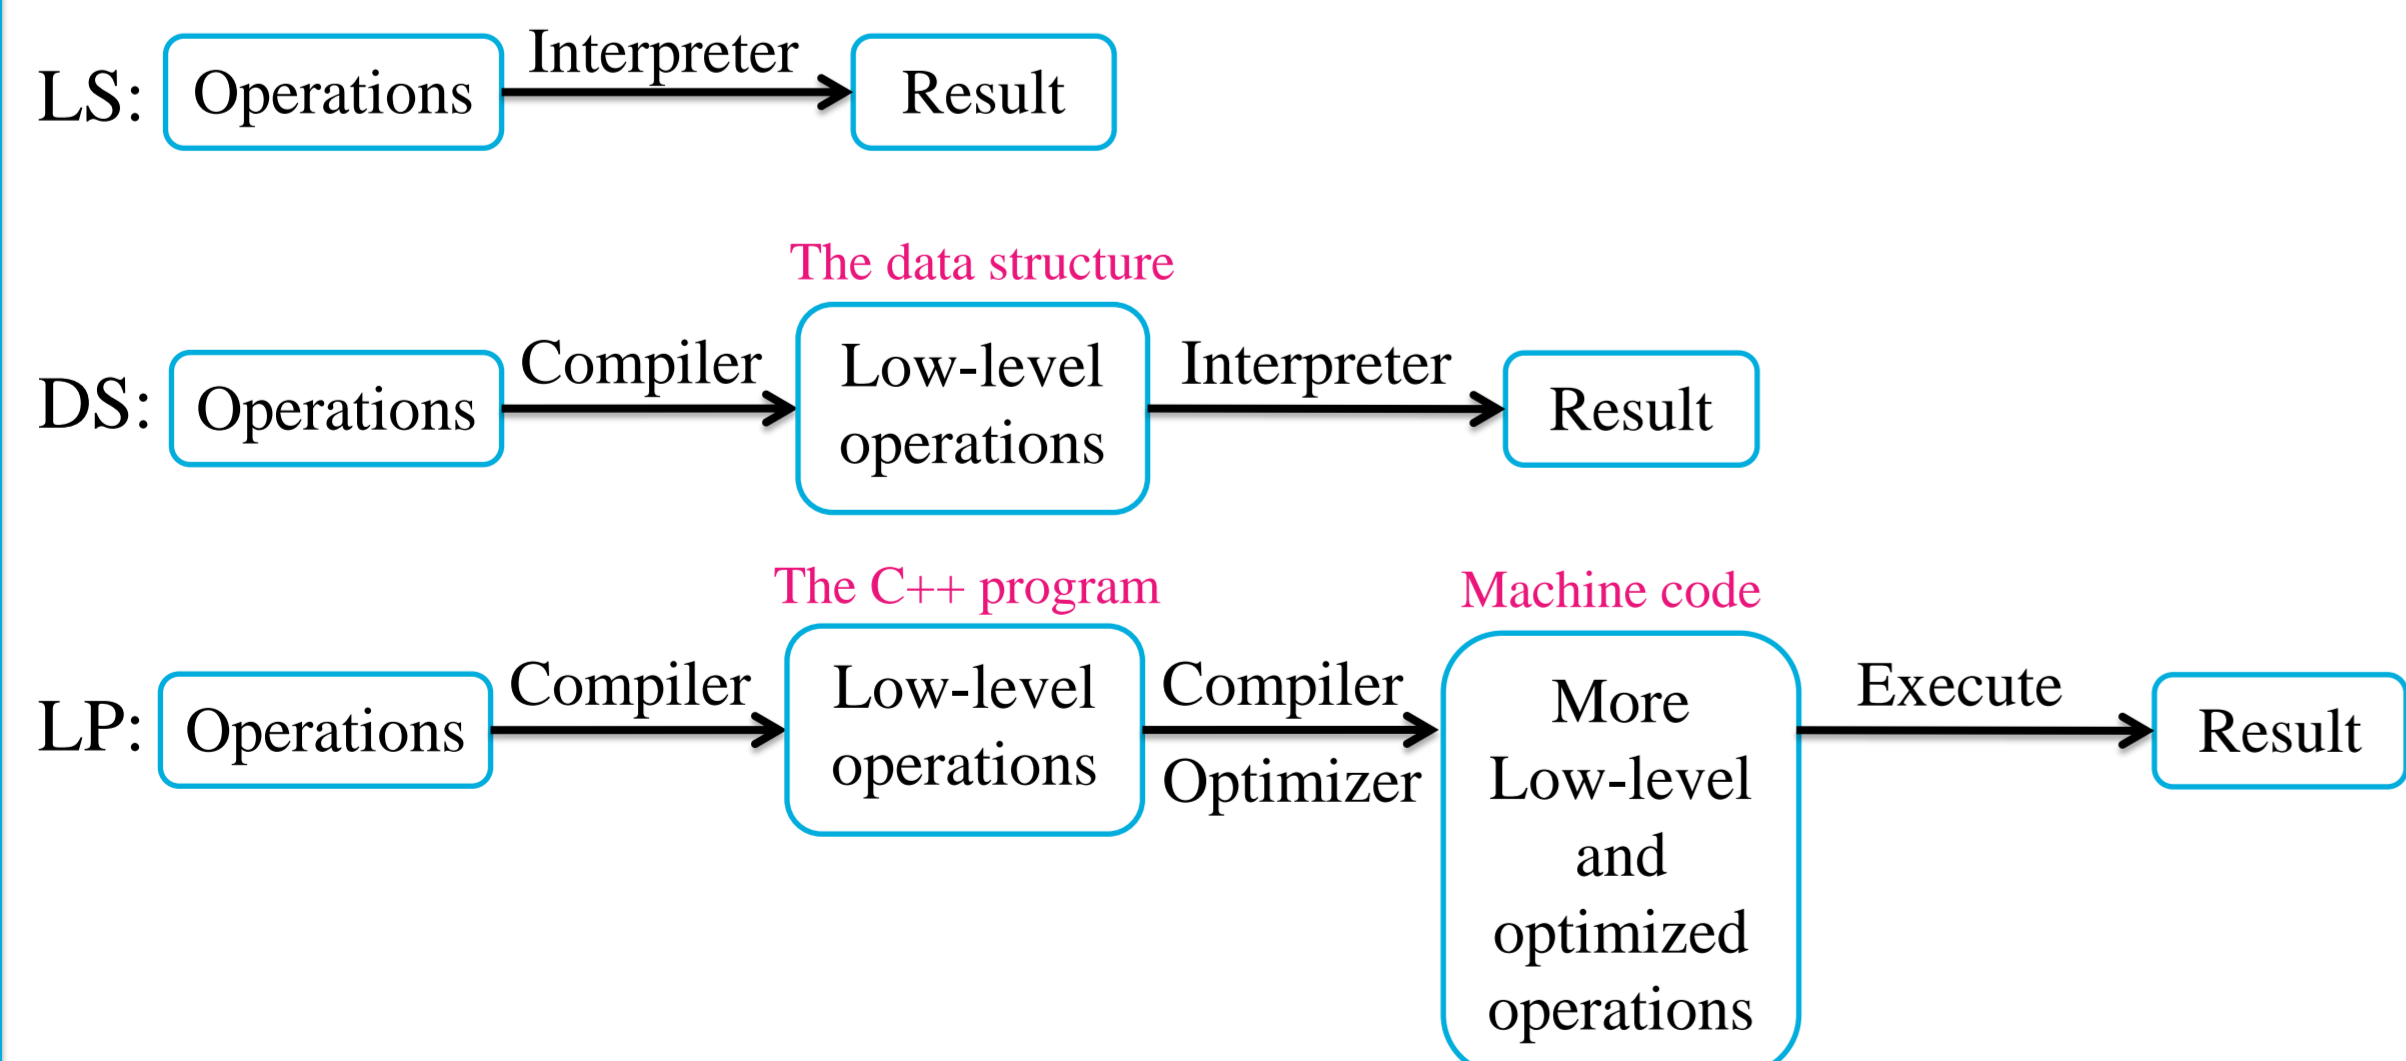 LS:
Operations
Interpreter
Result
The data structure
DS:
Operations
Compiler
Low-level
operations
Interpreter
Result
The C++ program
Machine code
LP:
Operations
Compiler
Low-level
operations
Compiler
Optimizer
More
Low-level
and
optimized
operations
Execute
Result